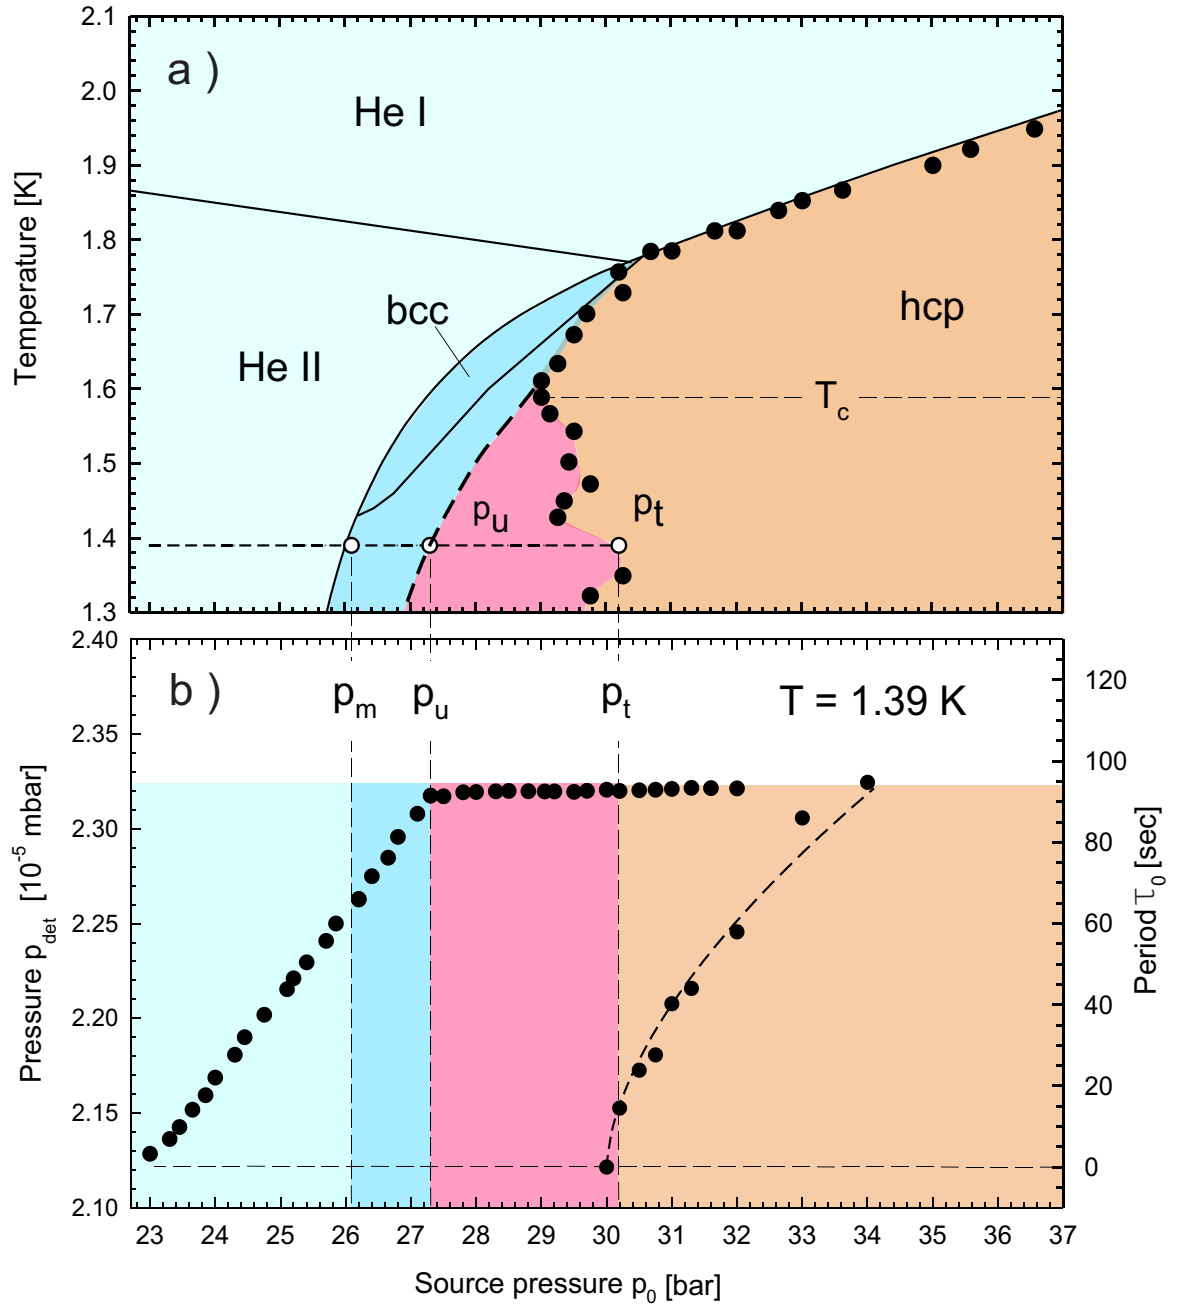 2.1
2.0
1.9
1.8
1.7
1.6
1.5
1.4
1.3
Temperature [K]
a )
He I
bcc
He II
hcp
T_c
p_u
p_t
2.40
2.35
2.30
2.25
2.20
2.15
2.10
Pressure p_det [10^-5 mbar]
b )
p_m
p_u
p_t
T = 1.39 K
120
100
80
60
40
20
0
Period τ_0 [sec]
23 24 25 26 27 28 29 30 31 32 33 34 35 36 37
Source pressure p_0 [bar]